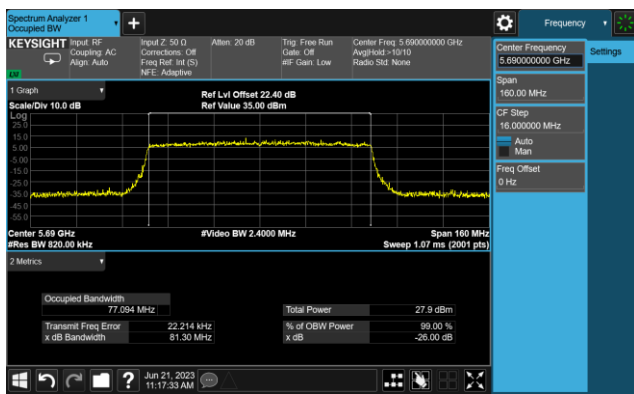 Spectrum Analyzer 1
Occupied BW
+
Frequency
KEYSIGHT
Input: RF
Coupling: AC
Align: Auto
Input Z: 50 Ω
Corrections: Off
Freq Ref: Int (S)
NFE: Adaptive
Atten: 20 dB
Trig: Free Run
Gate: Off
#IF Gain: Low
Center Freq: 5.690000000 GHz
Avg|Hold:>10/10
Radio Std: None
Center Frequency
5.690000000 GHz
Settings
Span
160.00 MHz
CF Step
16.000000 MHz
Auto
Man
Freq Offset
0 Hz
1 Graph
Scale/Div 10.0 dB
Ref Lvl Offset 22.40 dB
Ref Value 35.00 dBm
Log
25.0
15.0
5.00
-5.00
-15.0
-25.0
-35.0
-45.0
-55.0
Center 5.69 GHz
#Video BW 2.4000 MHz
Span 160 MHz
#Res BW 820.00 kHz
Sweep 1.07 ms (2001 pts)
2 Metrics
Occupied Bandwidth
77.094 MHz
Total Power 27.9 dBm
Transmit Freq Error 22.214 kHz
% of OBW Power 99.00 %
x dB Bandwidth 81.30 MHz
x dB -26.00 dB
?
Jun 21, 2023
11:17:33 AM